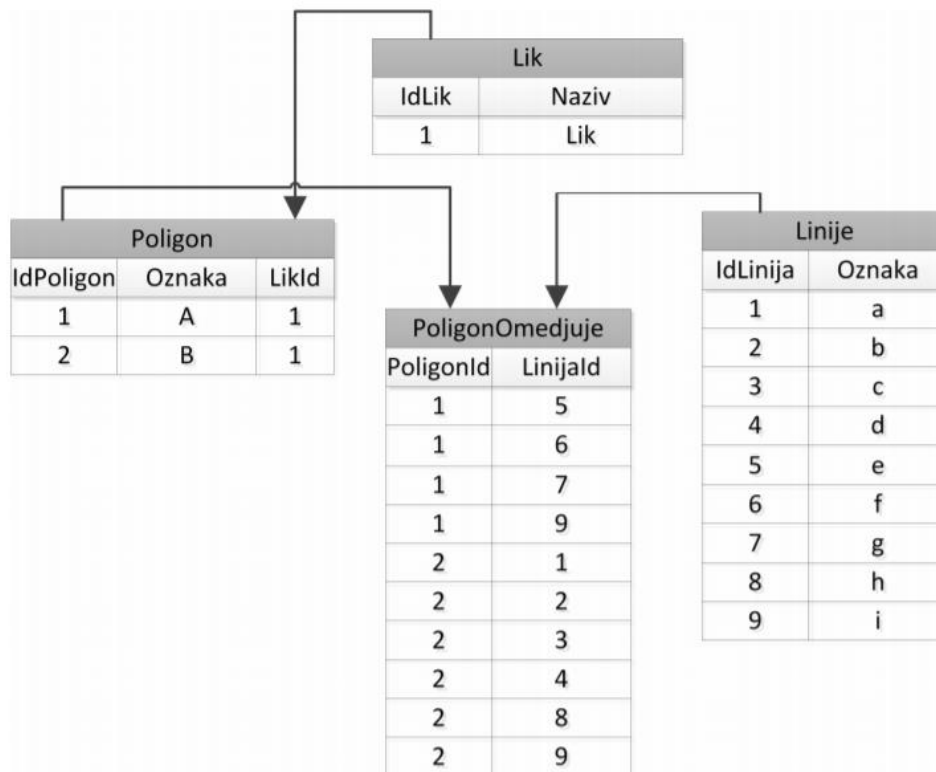 Lik
IdLik Naziv
1 Lik
Poligon
IdPoligon Oznaka LikId
1 A 1
2 B 1
PoligonOmedjuje
PoligonId LinijaId
1 5
1 6
1 7
1 9
2 1
2 2
2 3
2 4
2 8
2 9
Linije
IdLinija Oznaka
1 a
2 b
3 c
4 d
5 e
6 f
7 g
8 h
9 i